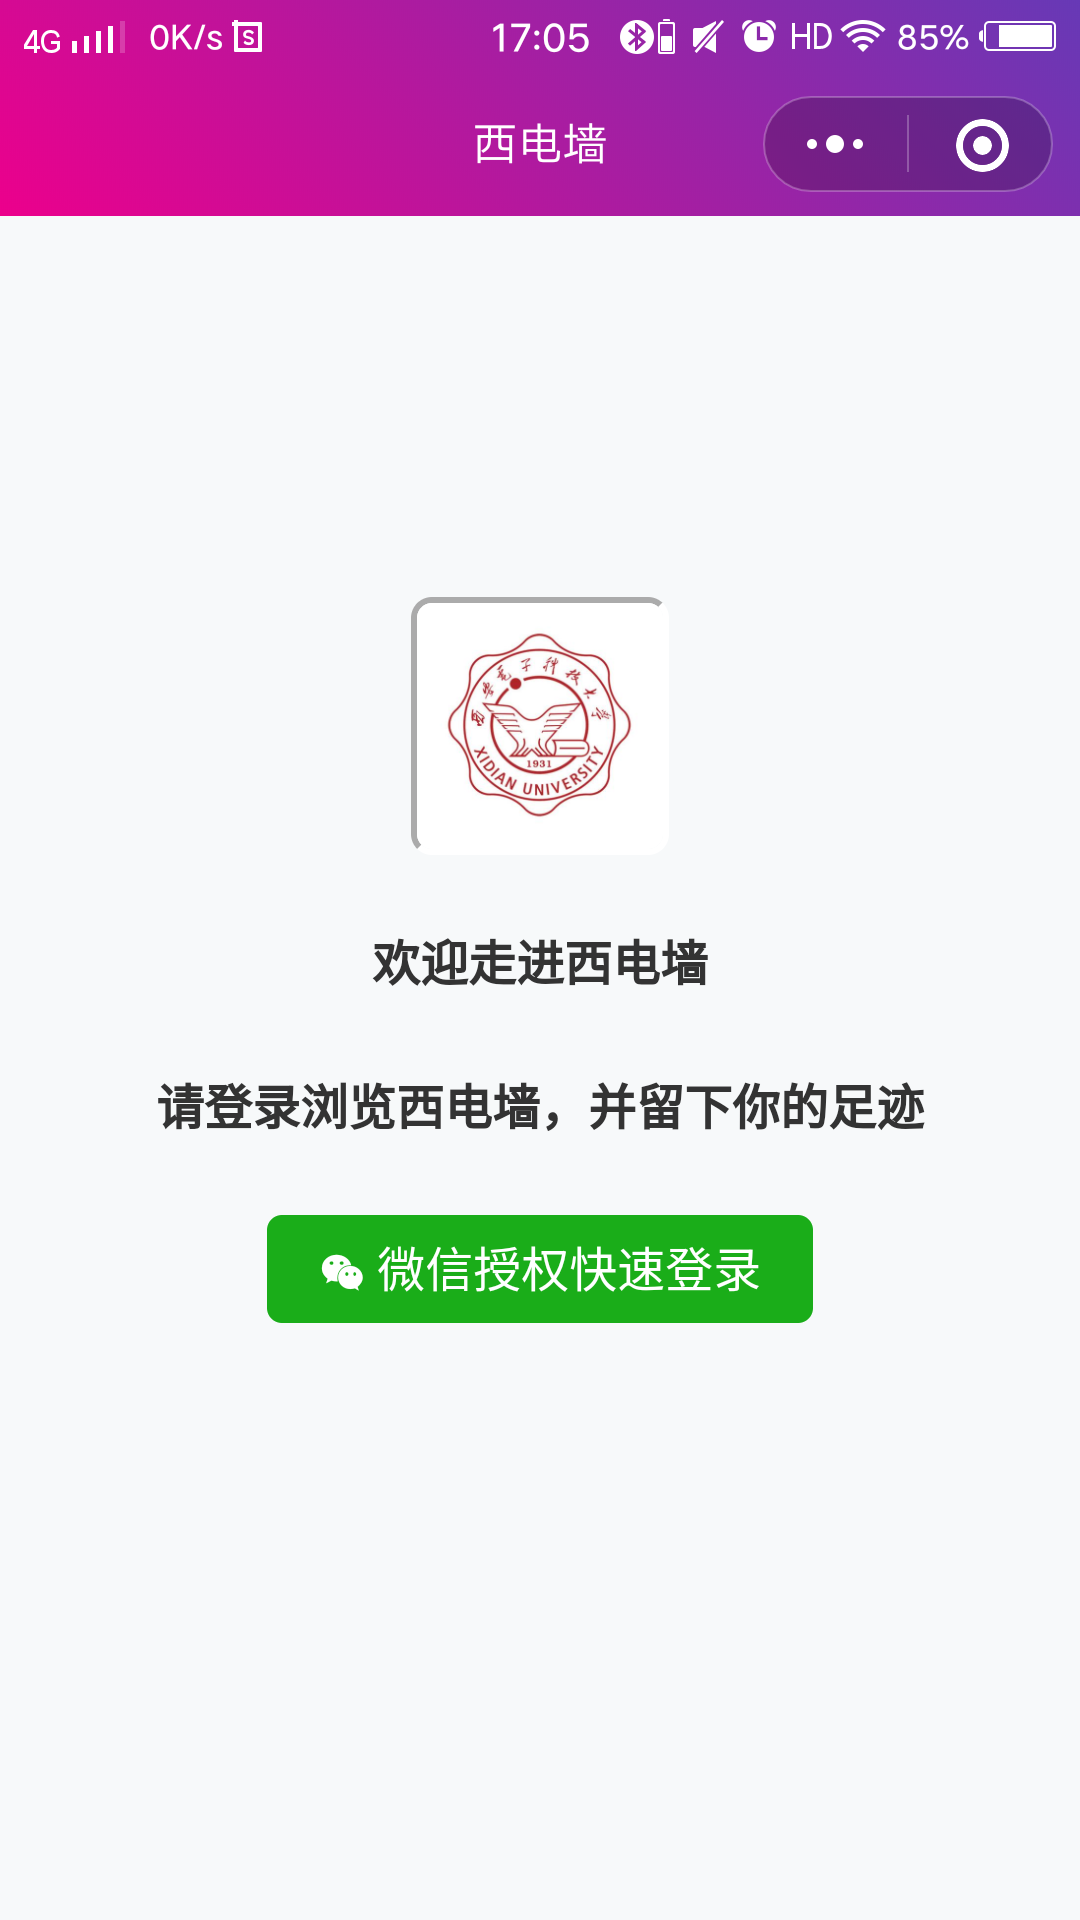 4G 0K/s 17:05 HD 85%
西电墙
西安电子科技大学
XIDIAN UNIVERSITY
1931
欢迎走进西电墙
请登录浏览西电墙，并留下你的足迹
微信授权快速登录